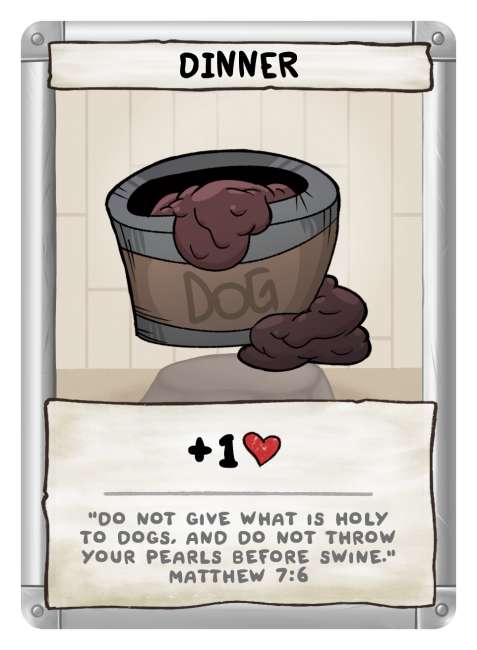 DINNER
DOG
+1❤
"DO NOT GIVE WHAT IS HOLY
TO DOGS, AND DO NOT THROW
YOUR PEARLS BEFORE SWINE."
MATTHEW 7:6